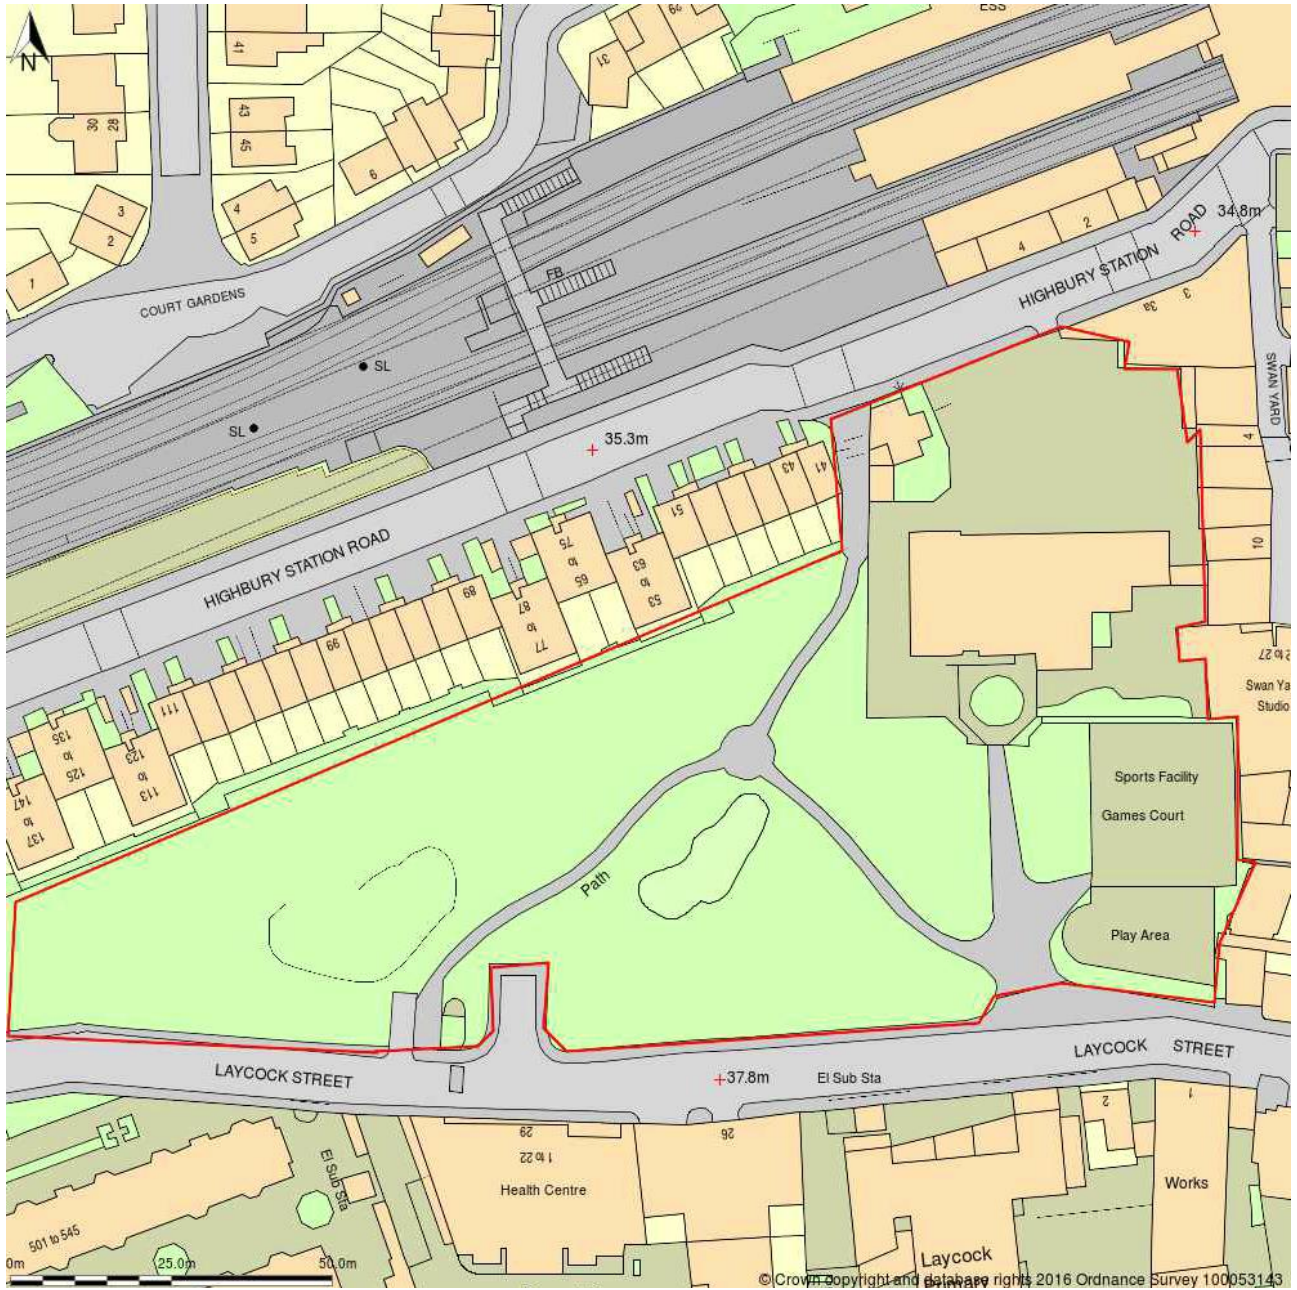 N
41
29
31
ESS
43
45
30
28
6
3
2
4
5
1
COURT GARDENS
FB
SL
SL
2
4
HIGHBURY STATION ROAD
34.8m
3
3a
SWAN YARD
4
10
35.3m
41
43
51
53
to
63
65
to
75
77
to
87
89
99
111
113
to
123
125
to
135
137
to
147
HIGHBURY STATION ROAD
Swan Ya
Studio
Sports Facility
Games Court
Play Area
Path
LAYCOCK STREET
37.8m
El Sub Sta
LAYCOCK STREET
El Sub Sta
501 to 545
29
1 to 22
Health Centre
26
2
1
Works
Laycock
Primary
0m
25.0m
50.0m
© Crown copyright and database rights 2016 Ordnance Survey 100053143